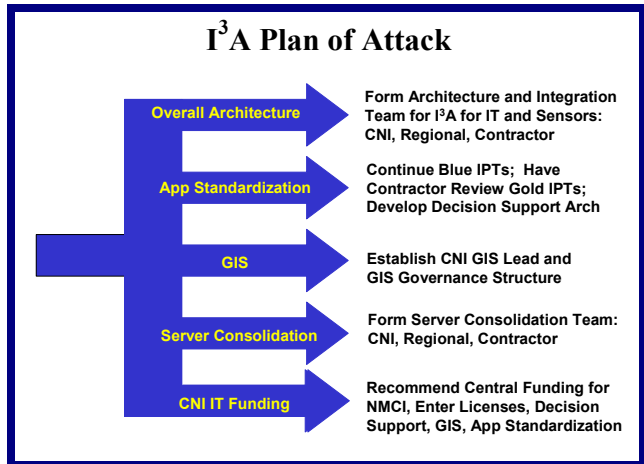 I³A Plan of Attack
Overall Architecture
Form Architecture and Integration
Team for I³A for IT and Sensors:
CNI, Regional, Contractor
App Standardization
Continue Blue IPTs; Have
Contractor Review Gold IPTs;
Develop Decision Support Arch
GIS
Establish CNI GIS Lead and
GIS Governance Structure
Server Consolidation
Form Server Consolidation Team:
CNI, Regional, Contractor
CNI IT Funding
Recommend Central Funding for
NMCI, Enter Licenses, Decision
Support, GIS, App Standardization